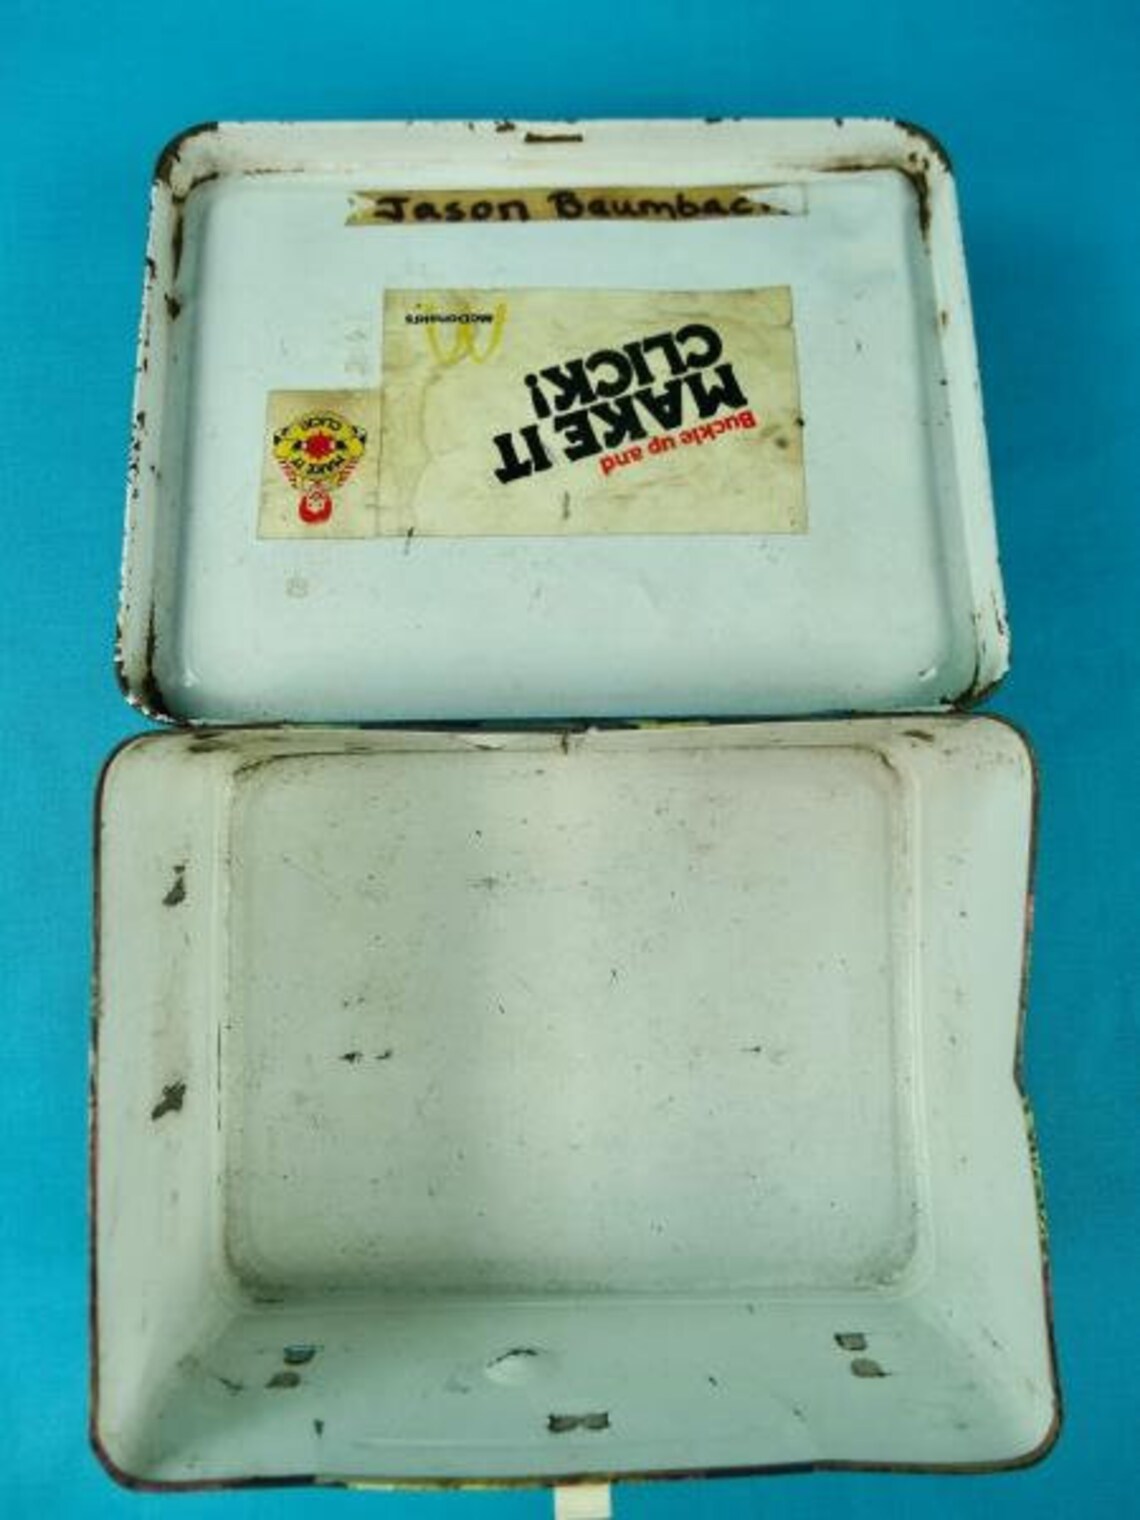 Jason Baumbac
McDonald's
Buckle up and
MAKE IT
CLICK!
MAKE IT
CLICK!